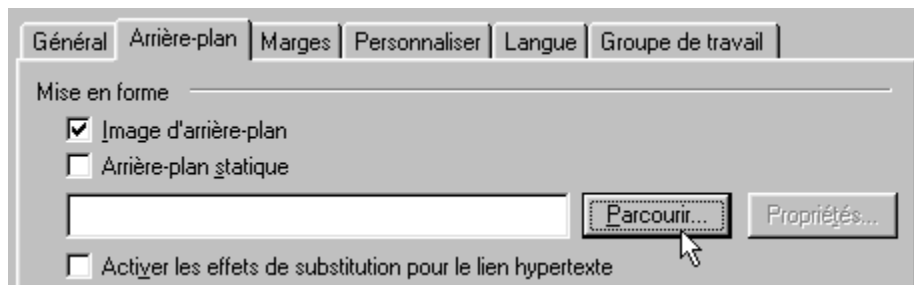 Général Arrière-plan Marges Personnaliser Langue Groupe de travail
Mise en forme
Image d'arrière-plan
Arrière-plan statique
Parcourir... Propriétés...
Activer les effets de substitution pour le lien hypertexte